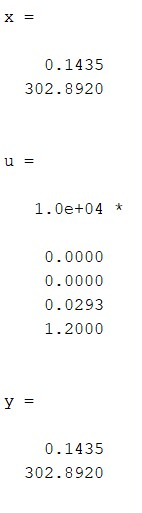 x =
0.1435
302.8920
u =
1.0e+04 *
0.0000
0.0000
0.0293
1.2000
y =
0.1435
302.8920